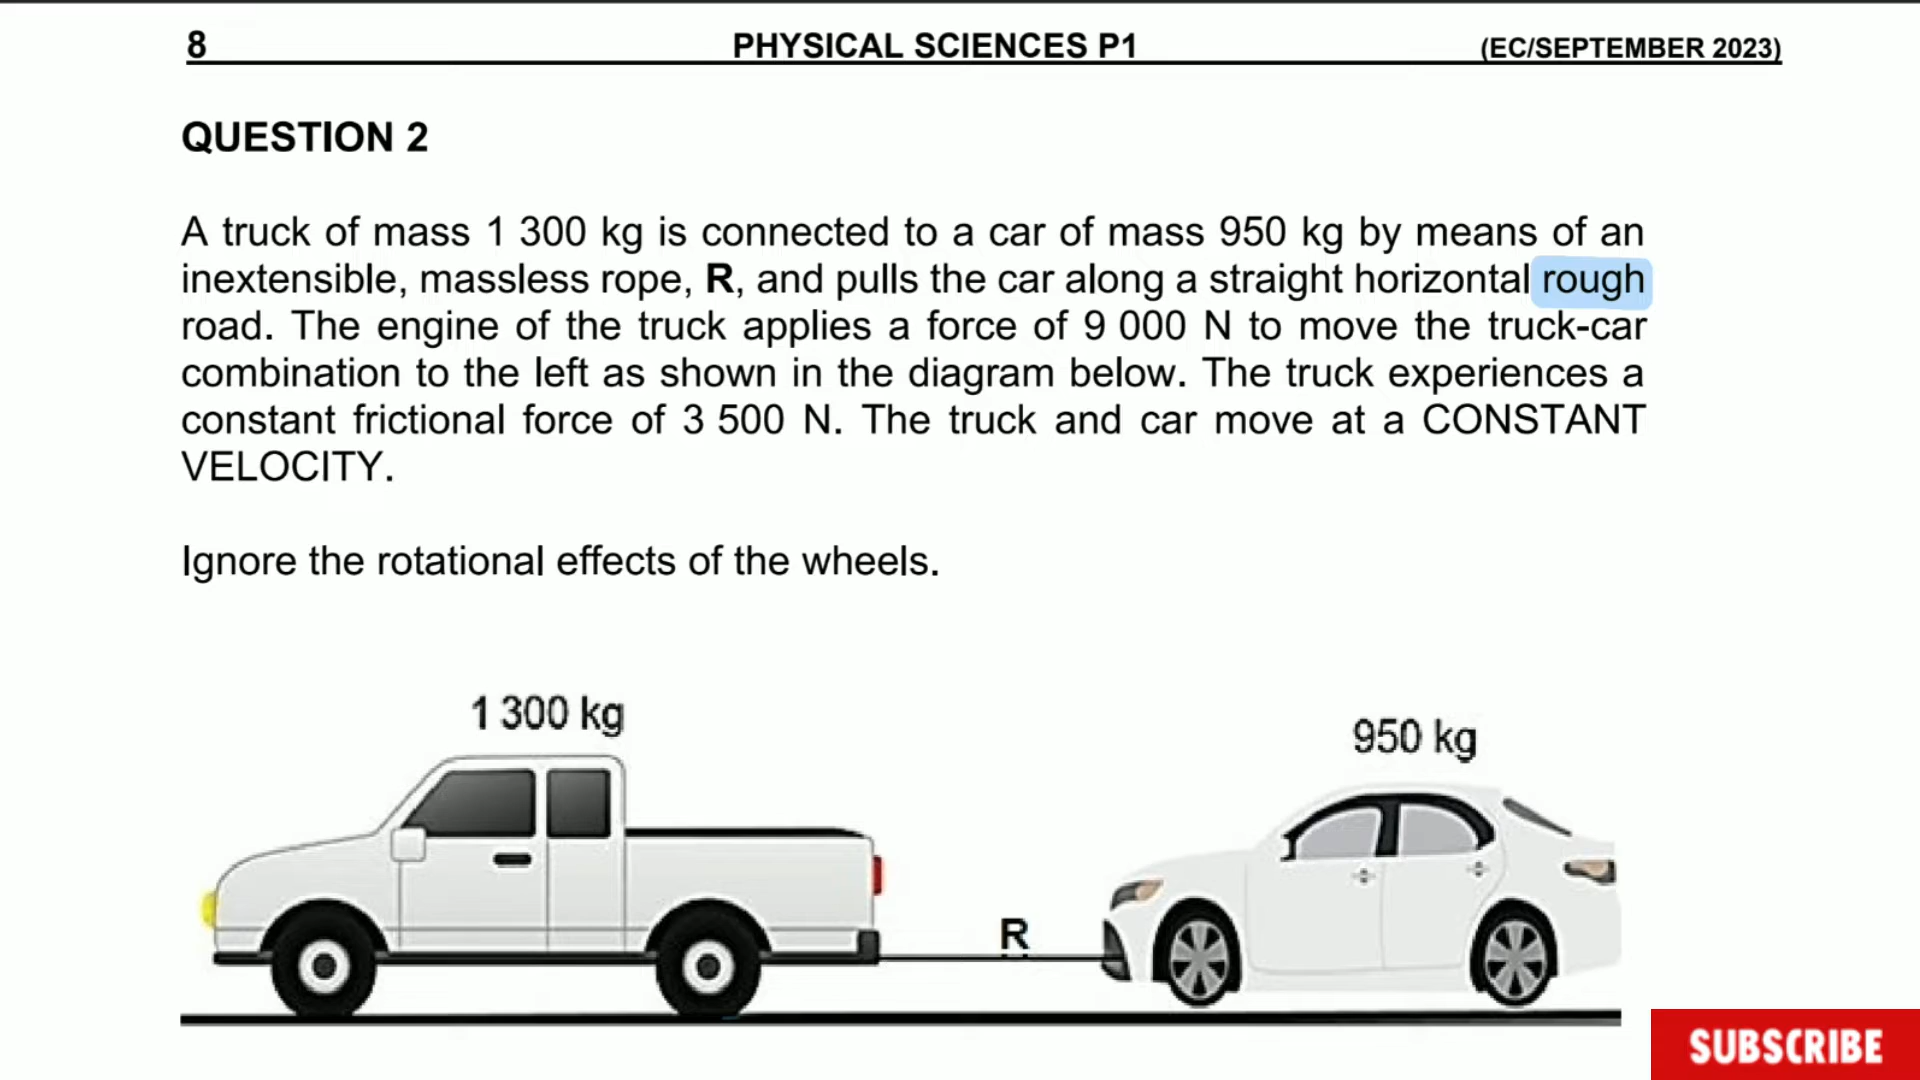 8 PHYSICAL SCIENCES P1 (EC/SEPTEMBER 2023)
QUESTION 2
A truck of mass 1 300 kg is connected to a car of mass 950 kg by means of an
inextensible, massless rope, R, and pulls the car along a straight horizontal rough
road. The engine of the truck applies a force of 9 000 N to move the truck-car
combination to the left as shown in the diagram below. The truck experiences a
constant frictional force of 3 500 N. The truck and car move at a CONSTANT
VELOCITY.
Ignore the rotational effects of the wheels.
1 300 kg
950 kg
R
SUBSCRIBE